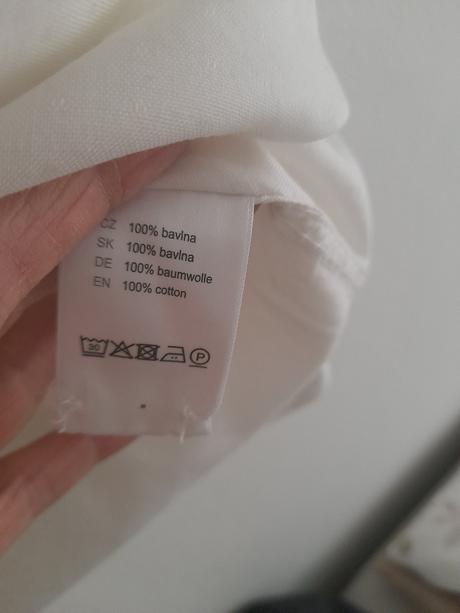 CZ 100% bavlna
SK 100% bavlna
DE 100% baumwolle
EN 100% cotton
30 P